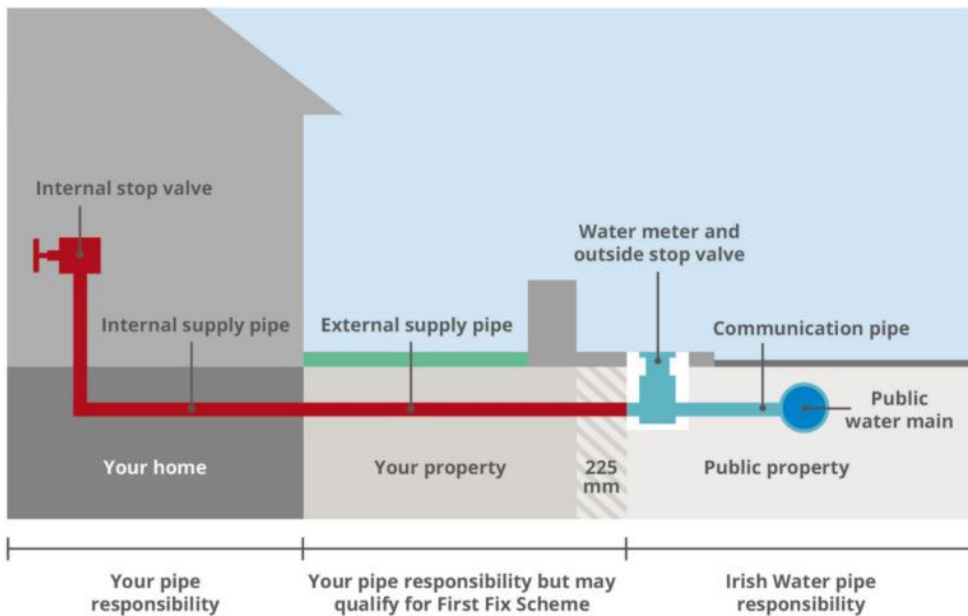 Internal stop valve
Water meter and
outside stop valve
Internal supply pipe
External supply pipe
Communication pipe
Public
water main
Your home
Your property
225
mm
Public property
Your pipe
responsibility
Your pipe responsibility but may
qualify for First Fix Scheme
Irish Water pipe
responsibility